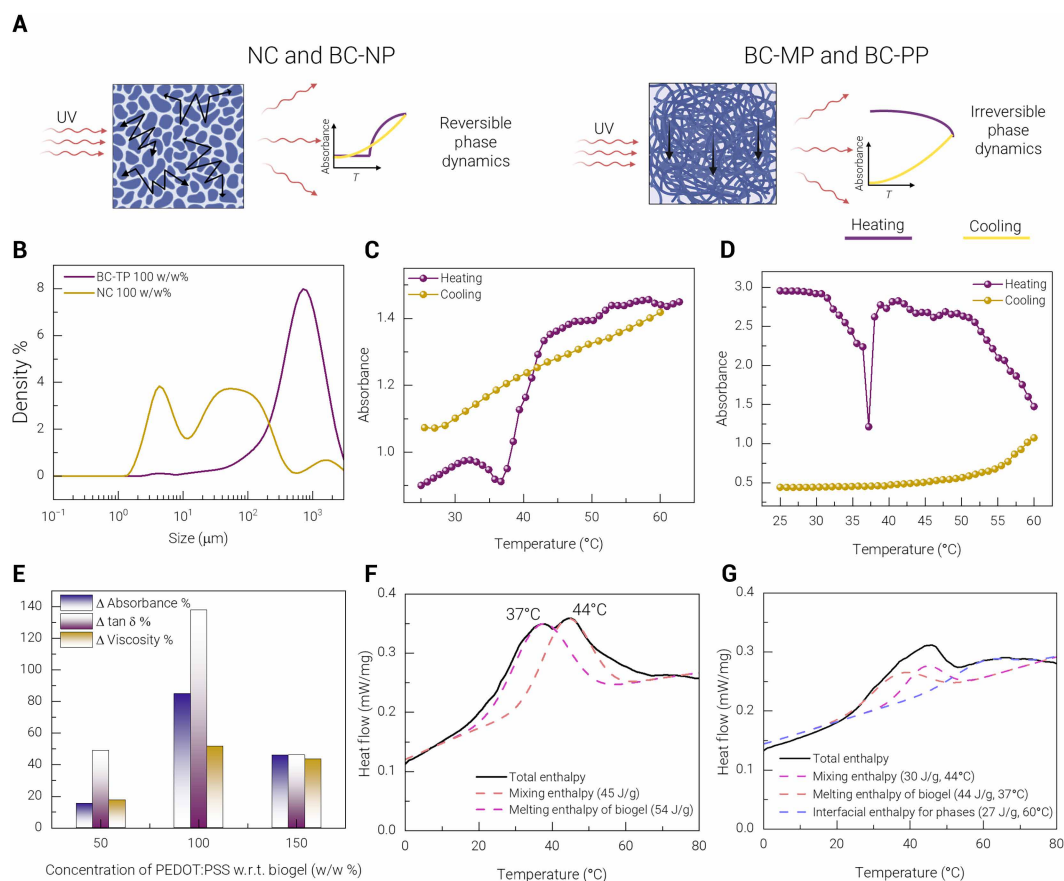 A
NC and BC-NP
BC-MP and BC-PP
UV
Absorbance
T
Reversible
phase
dynamics
UV
Absorbance
T
Irreversible
phase
dynamics
Heating
Cooling
B
BC-TP 100 w/w%
NC 100 w/w%
Density %
8
6
4
2
0
10⁻¹
10⁰
10¹
10²
10³
Size (μm)
C
Heating
Cooling
Absorbance
1.4
1.2
1.0
30
40
50
60
Temperature (°C)
D
Heating
Cooling
Absorbance
3.0
2.5
2.0
1.5
1.0
0.5
25
30
35
40
45
50
55
60
Temperature (°C)
E
Δ Absorbance %
Δ tan δ %
Δ Viscosity %
140
120
100
80
60
40
20
0
50
100
150
Concentration of PEDOT:PSS w.r.t. biogel (w/w %)
F
37°C
44°C
Heat flow (mW/mg)
0.4
0.3
0.2
0.1
0
Total enthalpy
Mixing enthalpy (45 J/g)
Melting enthalpy of biogel (54 J/g)
0
20
40
60
80
Temperature (°C)
G
Heat flow (mW/mg)
0.4
0.3
0.2
0.1
0
Total enthalpy
Mixing enthalpy (30 J/g, 44°C)
Melting enthalpy of biogel (44 J/g, 37°C)
Interfacial enthalpy for phases (27 J/g, 60°C)
0
20
40
60
80
Temperature (°C)